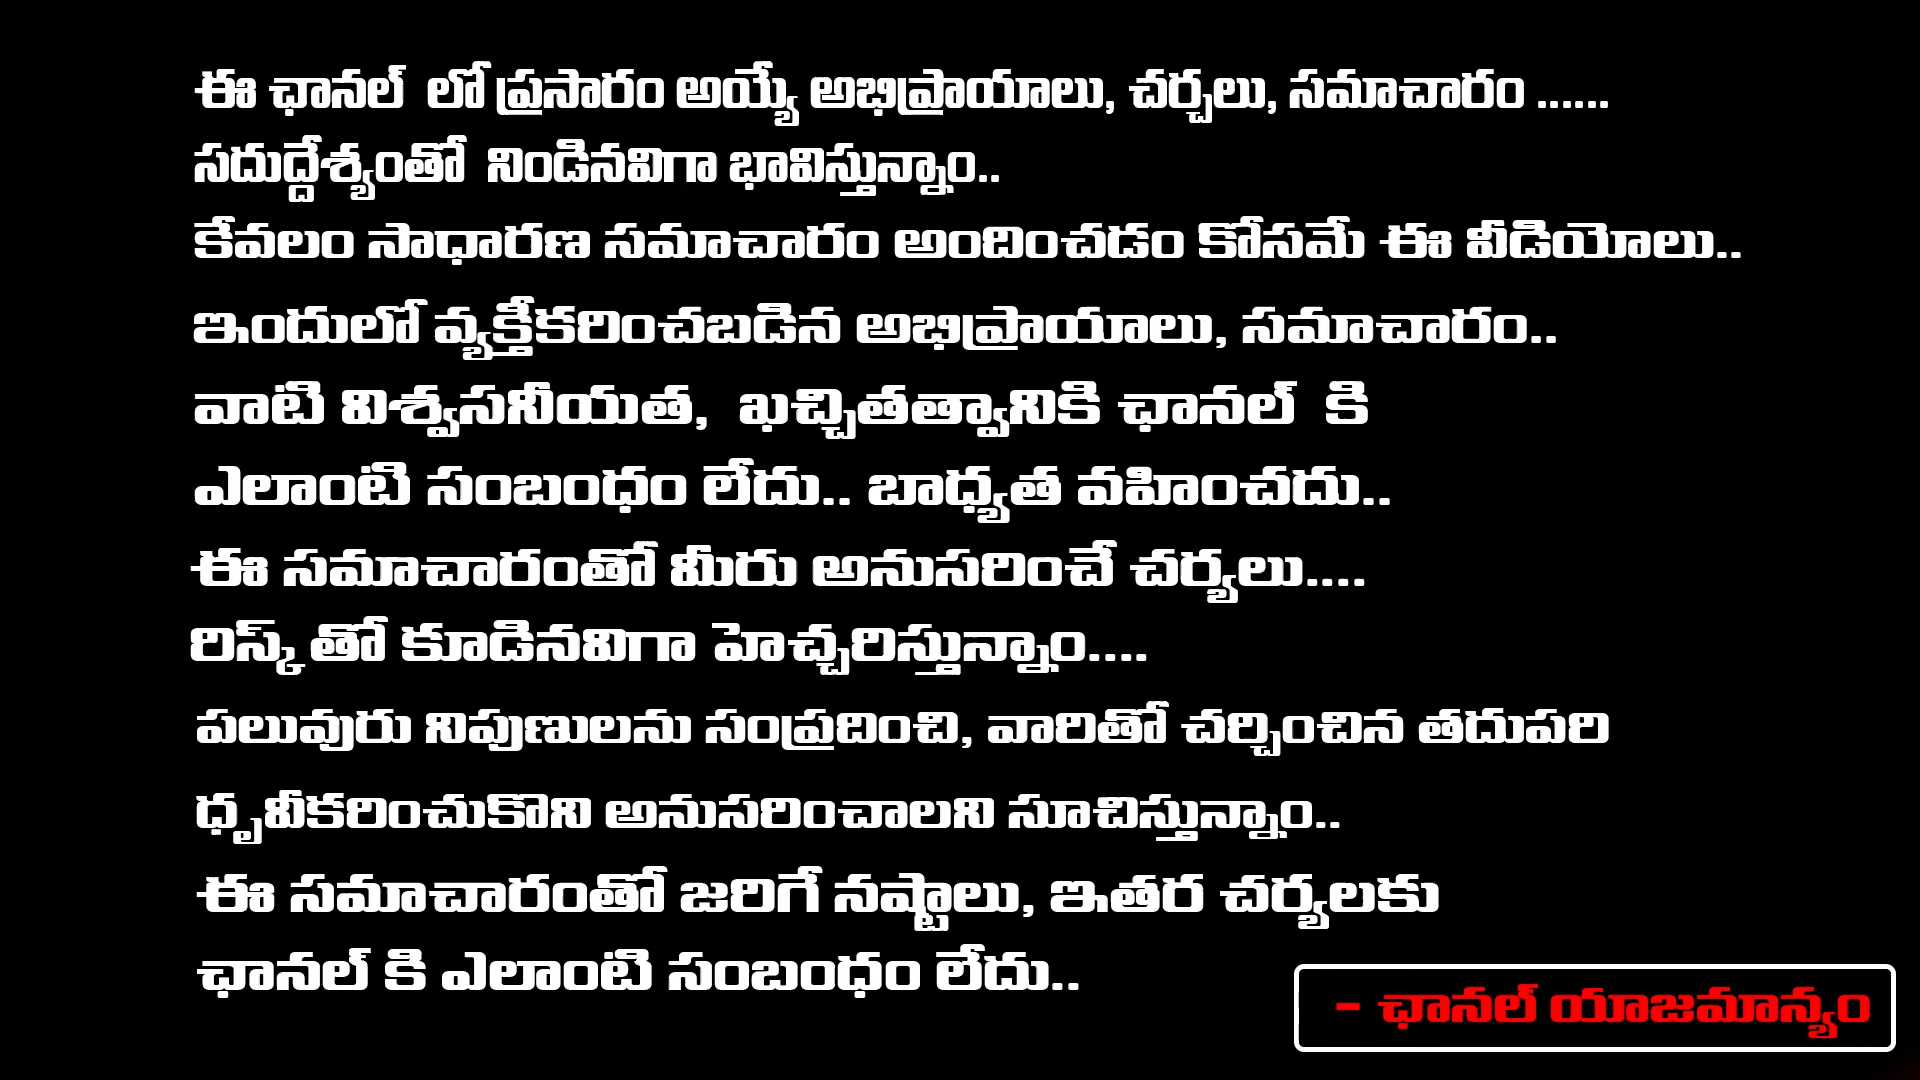 ఈ ఛానల్ లో ప్రసారం అయ్యే అభిప్రాయాలు, చర్చలు, సమాచారం ......
సదుద్దేశ్యంతో నిండినవిగా భావిస్తున్నాం..
కేవలం సాధారణ సమాచారం అందించడం కోసమే ఈ వీడియోలు..
ఇందులో వ్యక్తీకరించబడిన అభిప్రాయాలు, సమాచారం..
వాటి విశ్వసనీయత, ఖచ్చితత్వానికి ఛానల్ కి
ఎలాంటి సంబంధం లేదు.. బాధ్యత వహించదు..
ఈ సమాచారంతో మీరు అనుసరించే చర్యలు....
రిస్క్ తో కూడినవిగా హెచ్చరిస్తున్నాం....
పలువురు నిపుణులను సంప్రదించి, వారితో చర్చించిన తదుపరి
ధృవీకరించుకొని అనుసరించాలని సూచిస్తున్నాం..
ఈ సమాచారంతో జరిగే నష్టాలు, ఇతర చర్యలకు
ఛానల్ కి ఎలాంటి సంబంధం లేదు..
- ఛానల్ యాజమాన్యం